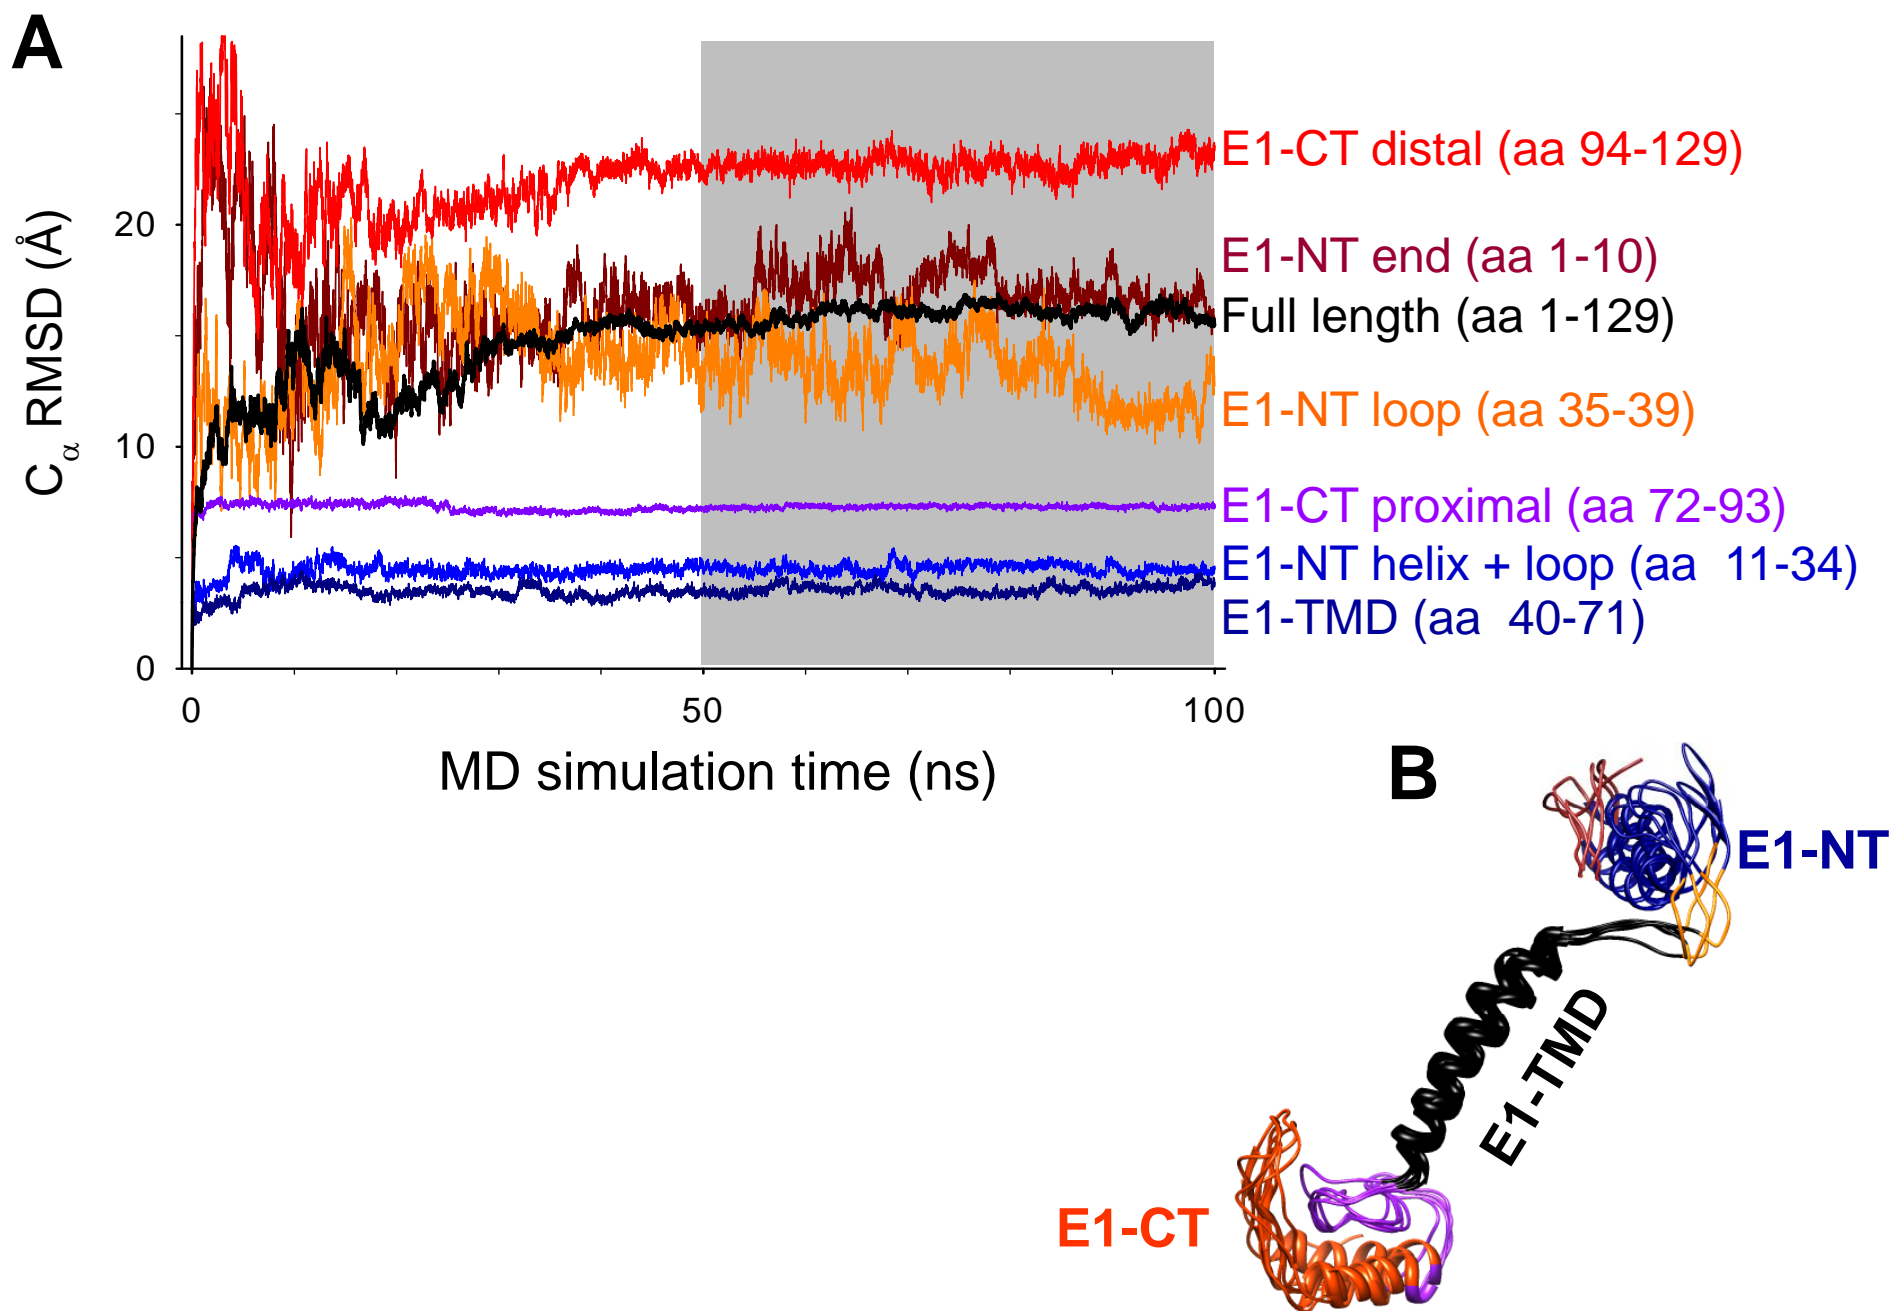 A
E1-CT distal (aa 94-129)
E1-NT end (aa 1-10)
Full length (aa 1-129)
E1-NT loop (aa 35-39)
E1-CT proximal (aa 72-93)
E1-NT helix + loop (aa 11-34)
E1-TMD (aa 40-71)
Cα RMSD (Å)
20
10
0
0 50 100
MD simulation time (ns)
B
E1-NT
E1-TMD
E1-CT